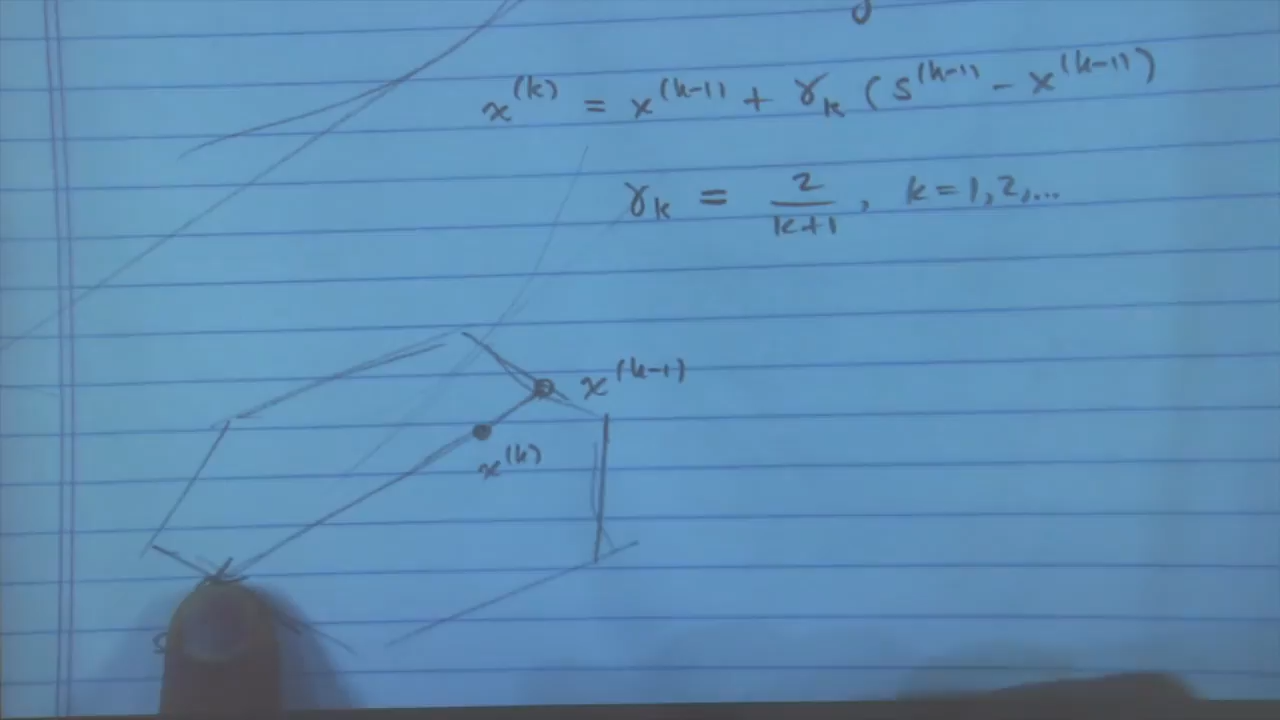 x^(k) = x^(k-1) + γ_k (s^(k-1) - x^(k-1))
γ_k = 2/(k+1), k = 1,2,...
x^(k-1)
x^(k)